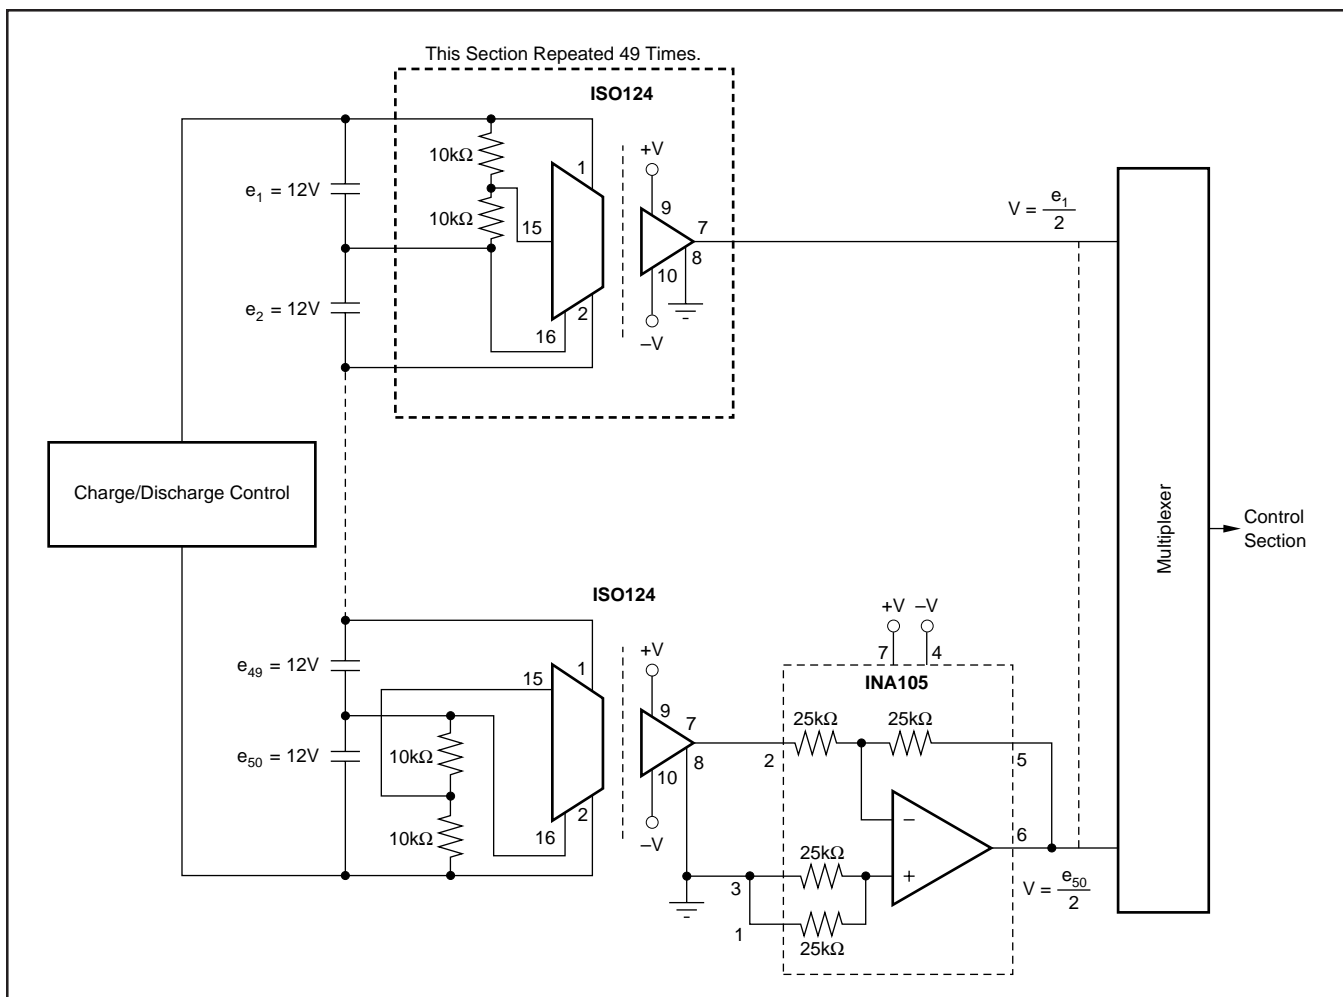 This Section Repeated 49 Times.
ISO124
10kΩ
10kΩ
1
15
2
16
+V
9
7
8
10
–V
e1 = 12V
e2 = 12V
V = e1
2
Charge/Discharge Control
Multiplexer
Control
Section
ISO124
e49 = 12V
e50 = 12V
10kΩ
10kΩ
15
1
2
16
+V
9
7
8
10
–V
+V –V
7 4
INA105
25kΩ 25kΩ
2
5
–
+
6
3
25kΩ
1
25kΩ
V = e50
2